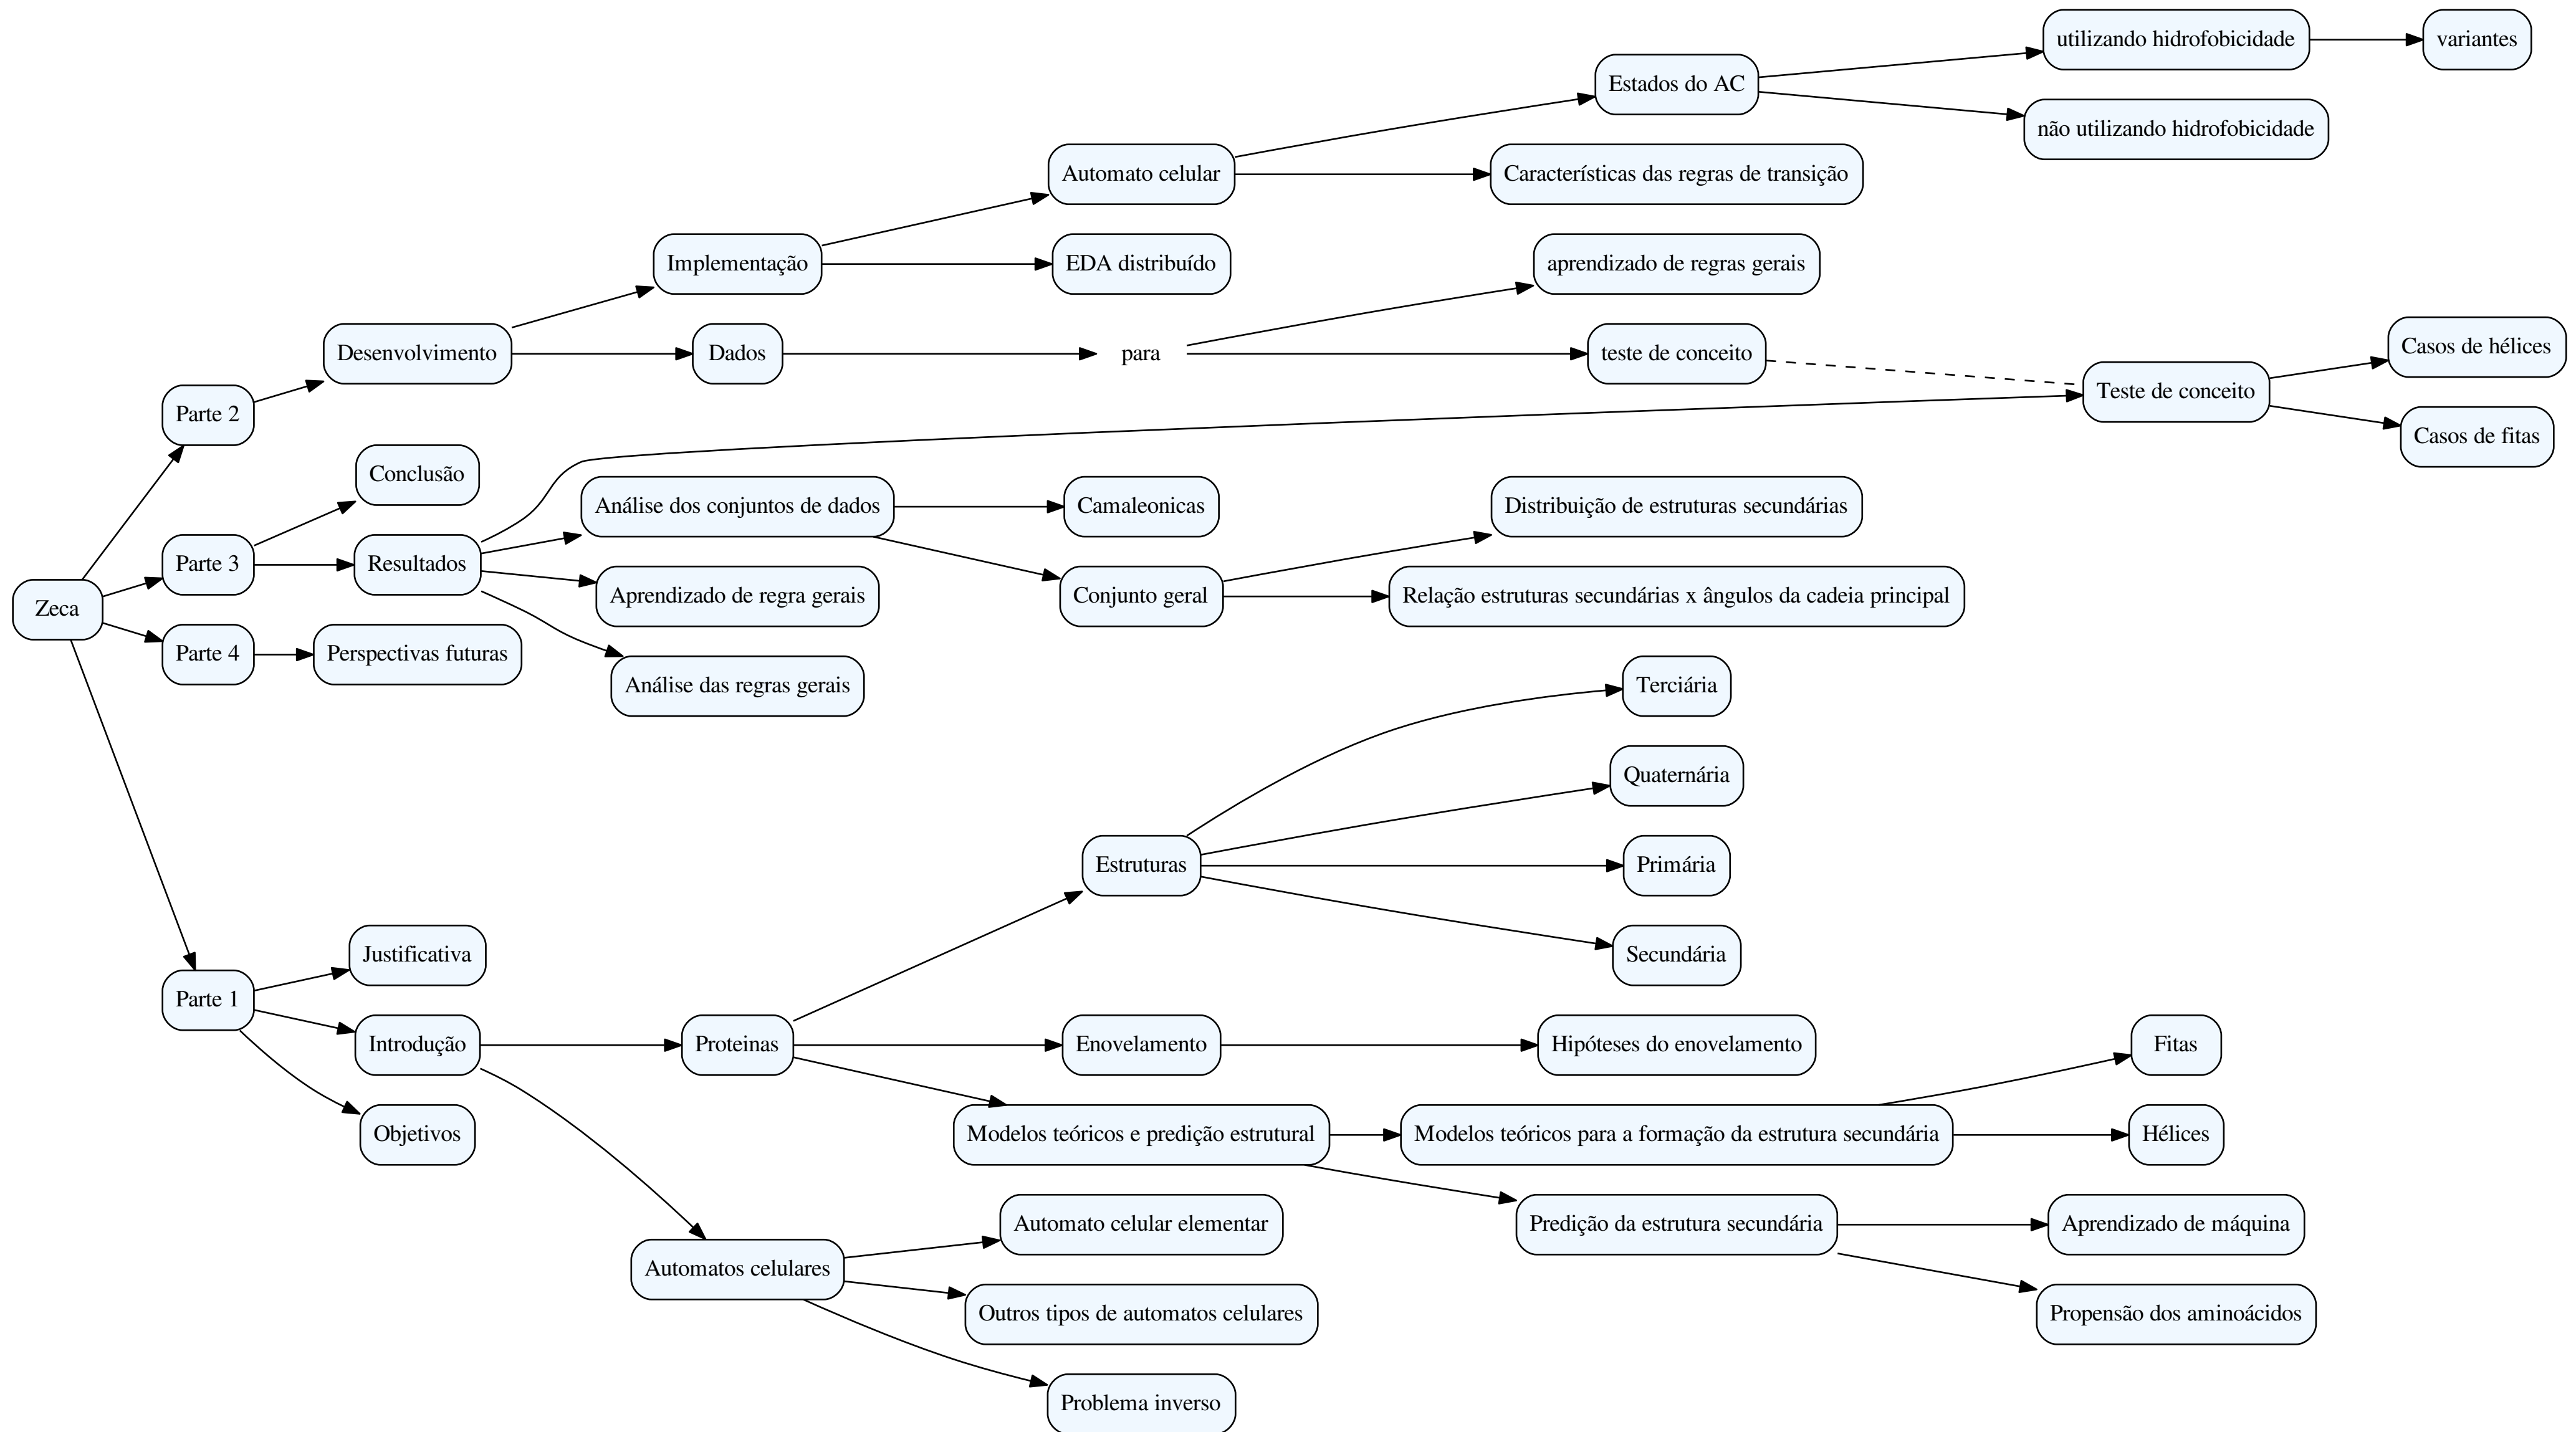 utilizando hidrofobicidade
variantes
Estados do AC
não utilizando hidrofobicidade
Automato celular
Características das regras de transição
Implementação
EDA distribuído
aprendizado de regras gerais
Desenvolvimento
Dados
para
teste de conceito
Casos de hélices
Teste de conceito
Parte 2
Casos de fitas
Conclusão
Análise dos conjuntos de dados
Camaleonicas
Distribuição de estruturas secundárias
Parte 3
Resultados
Aprendizado de regra gerais
Conjunto geral
Relação estruturas secundárias x ângulos da cadeia principal
Zeca
Parte 4
Perspectivas futuras
Análise das regras gerais
Terciária
Quaternária
Estruturas
Primária
Justificativa
Secundária
Parte 1
Introdução
Proteinas
Enovelamento
Hipóteses do enovelamento
Fitas
Objetivos
Modelos teóricos e predição estrutural
Modelos teóricos para a formação da estrutura secundária
Hélices
Automato celular elementar
Predição da estrutura secundária
Aprendizado de máquina
Automatos celulares
Outros tipos de automatos celulares
Propensão dos aminoácidos
Problema inverso